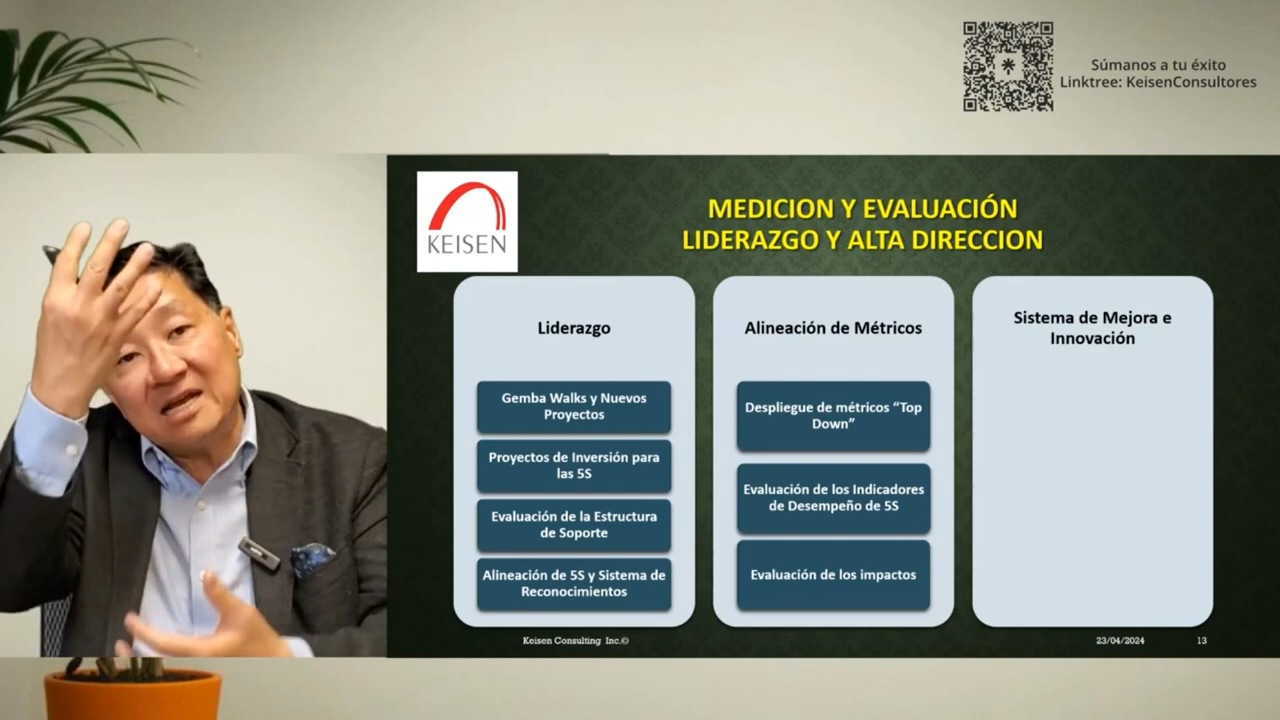 Súmanos a tu éxito
Linktree: KeisenConsultores
KEISEN
MEDICION Y EVALUACIÓN
LIDERAZGO Y ALTA DIRECCION
Liderazgo
Gemba Walks y Nuevos
Proyectos
Proyectos de Inversión para
las 5S
Evaluación de la Estructura
de Soporte
Alineación de 5S y Sistema de
Reconocimientos
Alineación de Métricos
Despliegue de métricos “Top
Down”
Evaluación de los Indicadores
de Desempeño de 5S
Evaluación de los impactos
Sistema de Mejora e
Innovación
Keisen Consulting Inc.©
23/04/2024
13